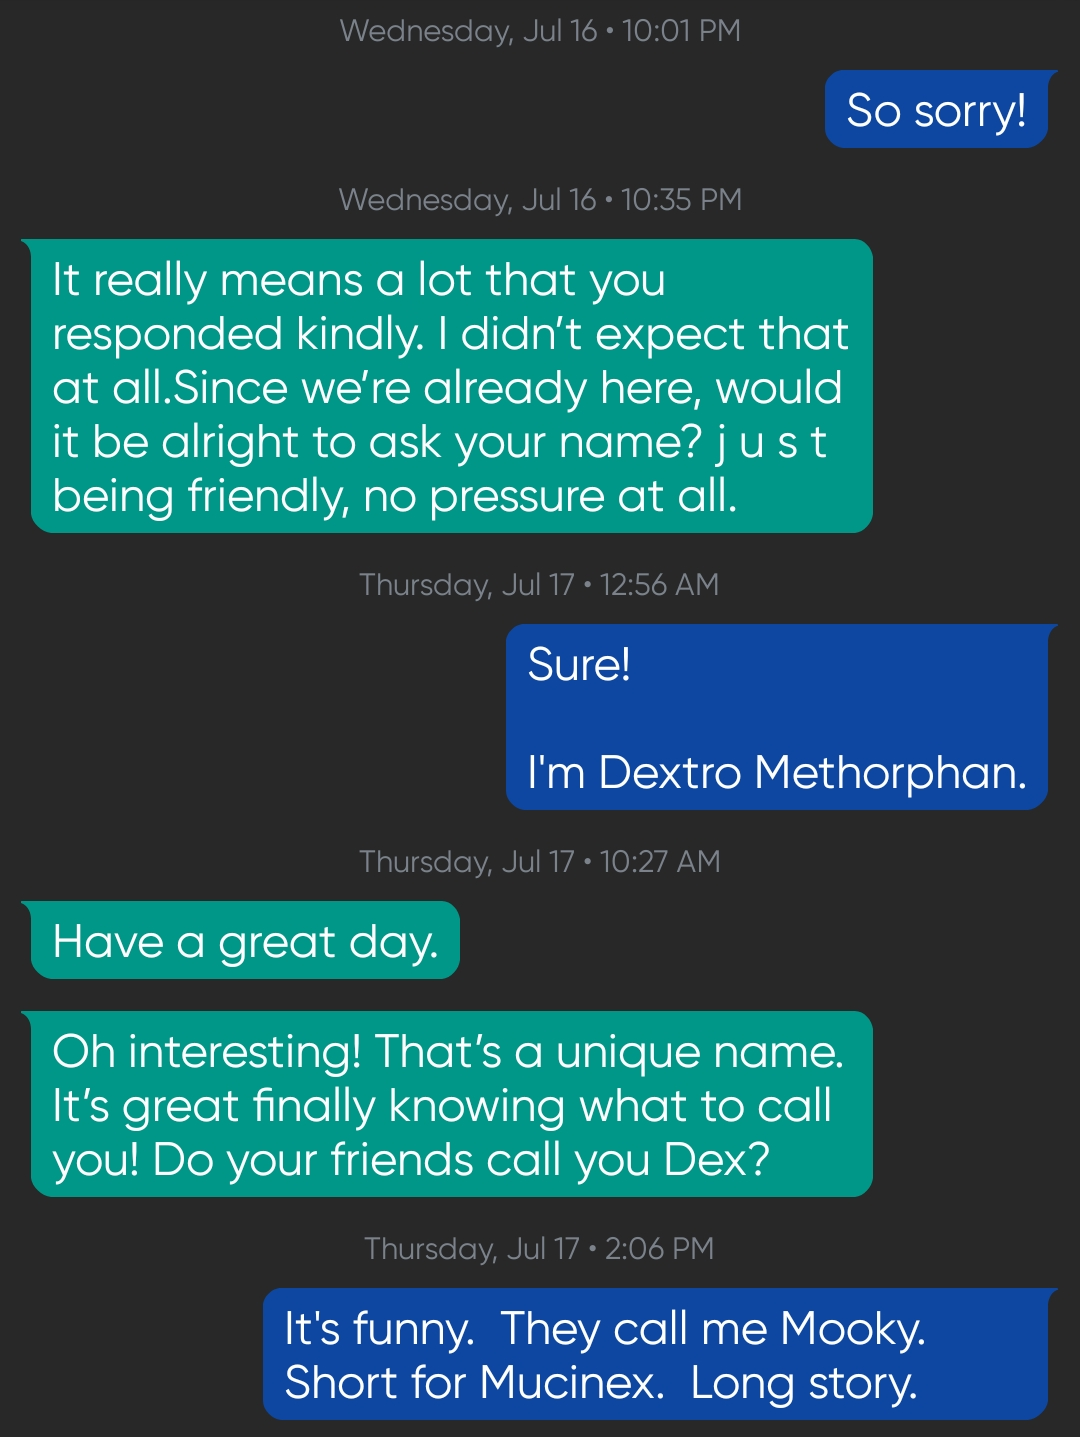 Wednesday, Jul 16 • 10:01 PM
So sorry!
Wednesday, Jul 16 • 10:35 PM
It really means a lot that you
responded kindly. I didn’t expect that
at all.Since we’re already here, would
it be alright to ask your name? j u s t
being friendly, no pressure at all.
Thursday, Jul 17 • 12:56 AM
Sure!
I'm Dextro Methorphan.
Thursday, Jul 17 • 10:27 AM
Have a great day.
Oh interesting! That’s a unique name.
It’s great finally knowing what to call
you! Do your friends call you Dex?
Thursday, Jul 17 • 2:06 PM
It's funny.  They call me Mooky.
Short for Mucinex.  Long story.